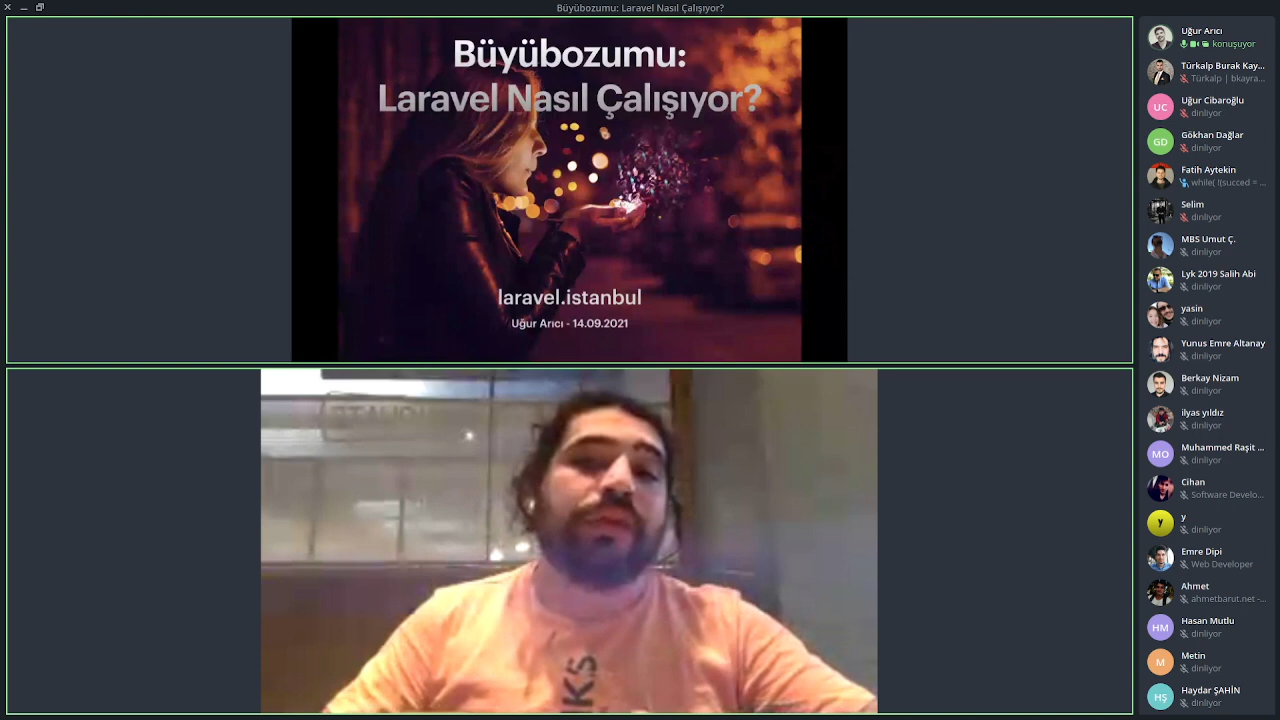 Büyübozumu: Laravel Nasıl Çalışıyor?
Büyübozumu:
Laravel Nasıl Çalışıyor?
laravel.istanbul
Uğur Arıcı - 14.09.2021
Uğur Arıcı
konuşuyor
Türkalp Burak Kay...
Türkalp | bkayra...
UC
Uğur Cibaroğlu
dinliyor
GD
Gökhan Dağlar
dinliyor
Fatih Aytekin
while( !(succed = ...
Selim
dinliyor
MBS Umut Ç.
dinliyor
Lyk 2019 Salih Abi
dinliyor
yasin
dinliyor
Yunus Emre Altanay
dinliyor
Berkay Nizam
dinliyor
ilyas yıldız
dinliyor
MO
Muhammed Raşit ...
dinliyor
Cihan
Software Develo...
y
y
dinliyor
Emre Dipi
Web Developer
Ahmet
ahmetbarut.net -...
HM
Hasan Mutlu
dinliyor
M
Metin
dinliyor
HŞ
Haydar ŞAHİN
dinliyor